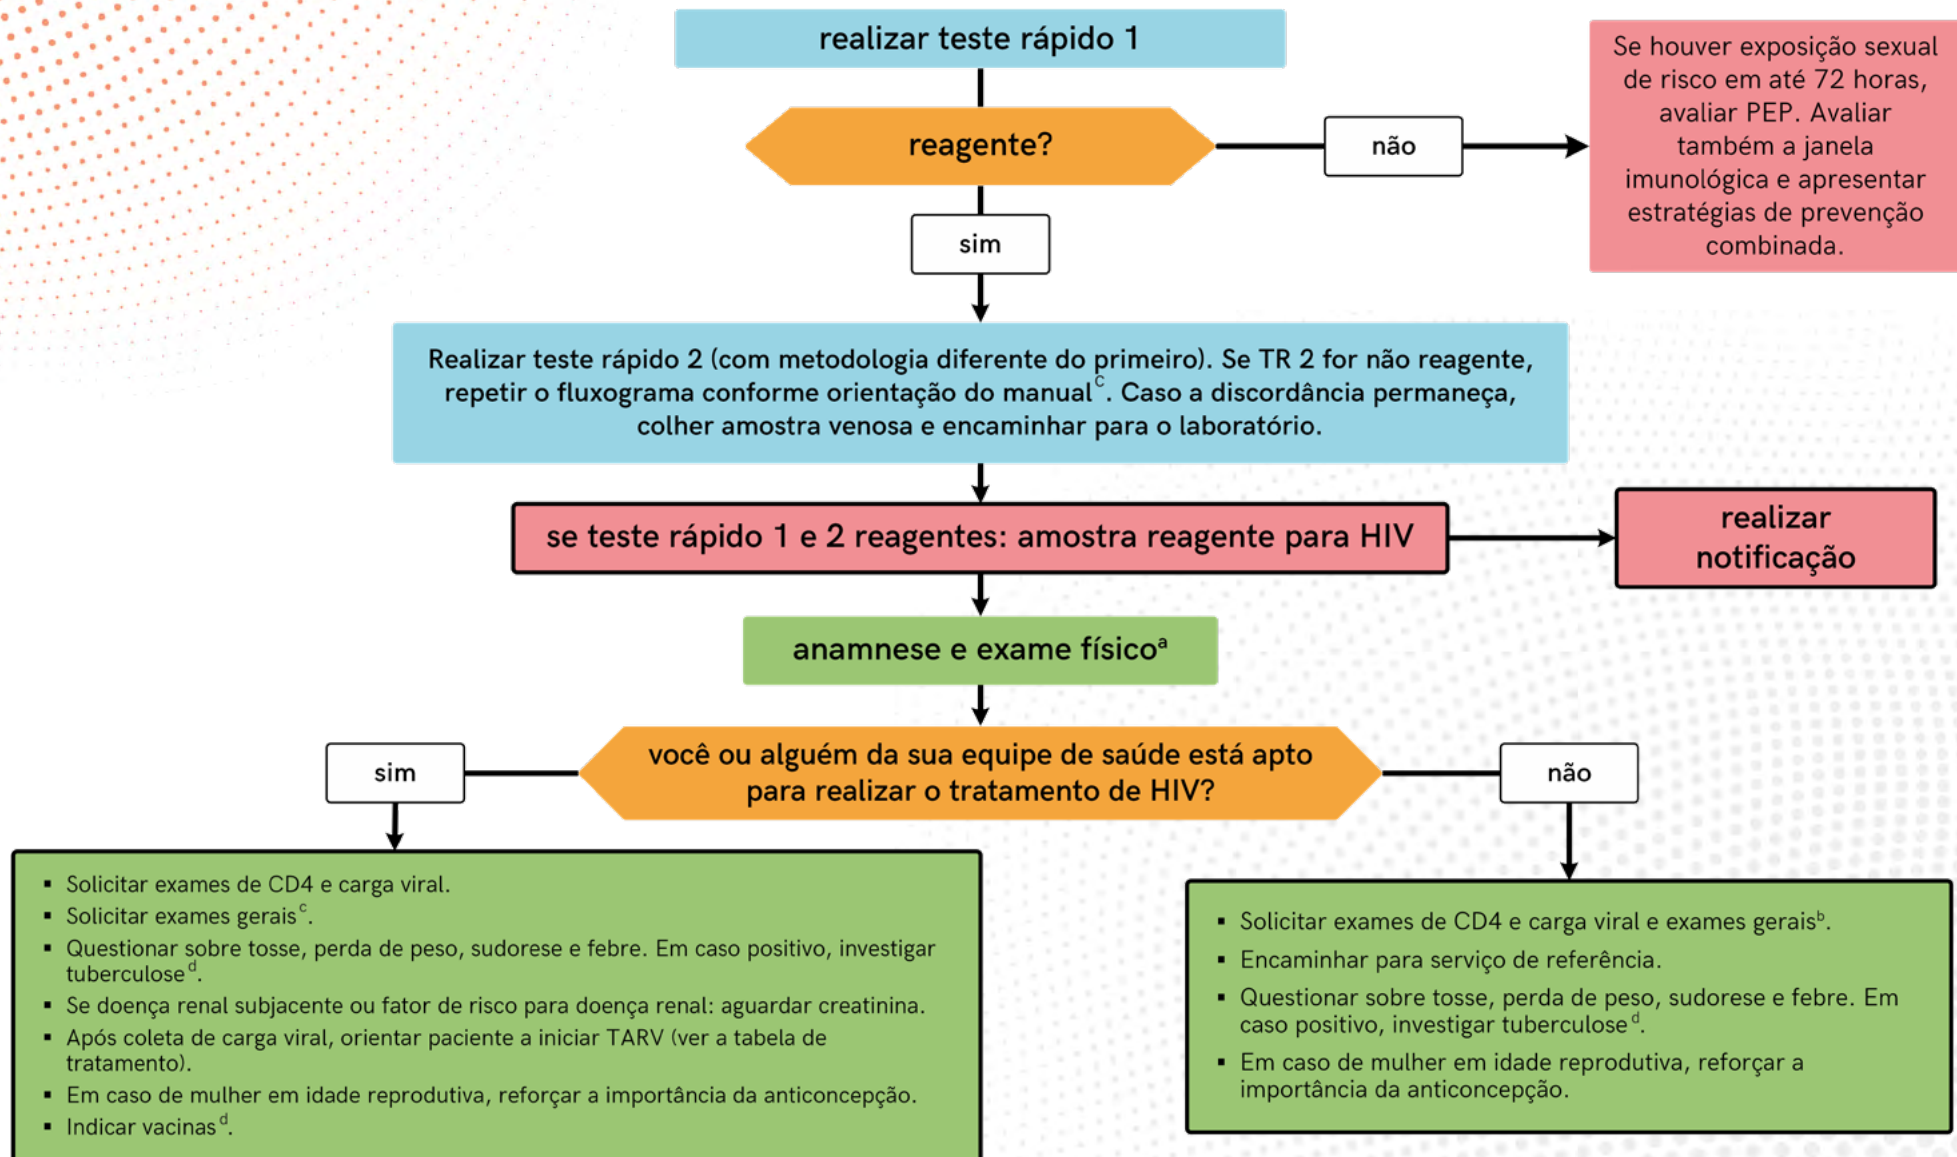 realizar teste rápido 1
reagente?
não
Se houver exposição sexual
de risco em até 72 horas,
avaliar PEP. Avaliar
também a janela
imunológica e apresentar
estratégias de prevenção
combinada.
sim
Realizar teste rápido 2 (com metodologia diferente do primeiro). Se TR 2 for não reagente,
repetir o fluxograma conforme orientação do manual^c. Caso a discordância permaneça,
colher amostra venosa e encaminhar para o laboratório.
se teste rápido 1 e 2 reagentes: amostra reagente para HIV
realizar
notificação
anamnese e exame físico^a
você ou alguém da sua equipe de saúde está apto
para realizar o tratamento de HIV?
sim
▪ Solicitar exames de CD4 e carga viral.
▪ Solicitar exames gerais^c.
▪ Questionar sobre tosse, perda de peso, sudorese e febre. Em caso positivo, investigar
tuberculose^d.
▪ Se doença renal subjacente ou fator de risco para doença renal: aguardar creatinina.
▪ Após coleta de carga viral, orientar paciente a iniciar TARV (ver a tabela de
tratamento).
▪ Em caso de mulher em idade reprodutiva, reforçar a importância da anticoncepção.
▪ Indicar vacinas^d.
não
▪ Solicitar exames de CD4 e carga viral e exames gerais^b.
▪ Encaminhar para serviço de referência.
▪ Questionar sobre tosse, perda de peso, sudorese e febre. Em
caso positivo, investigar tuberculose^d.
▪ Em caso de mulher em idade reprodutiva, reforçar a
importância da anticoncepção.